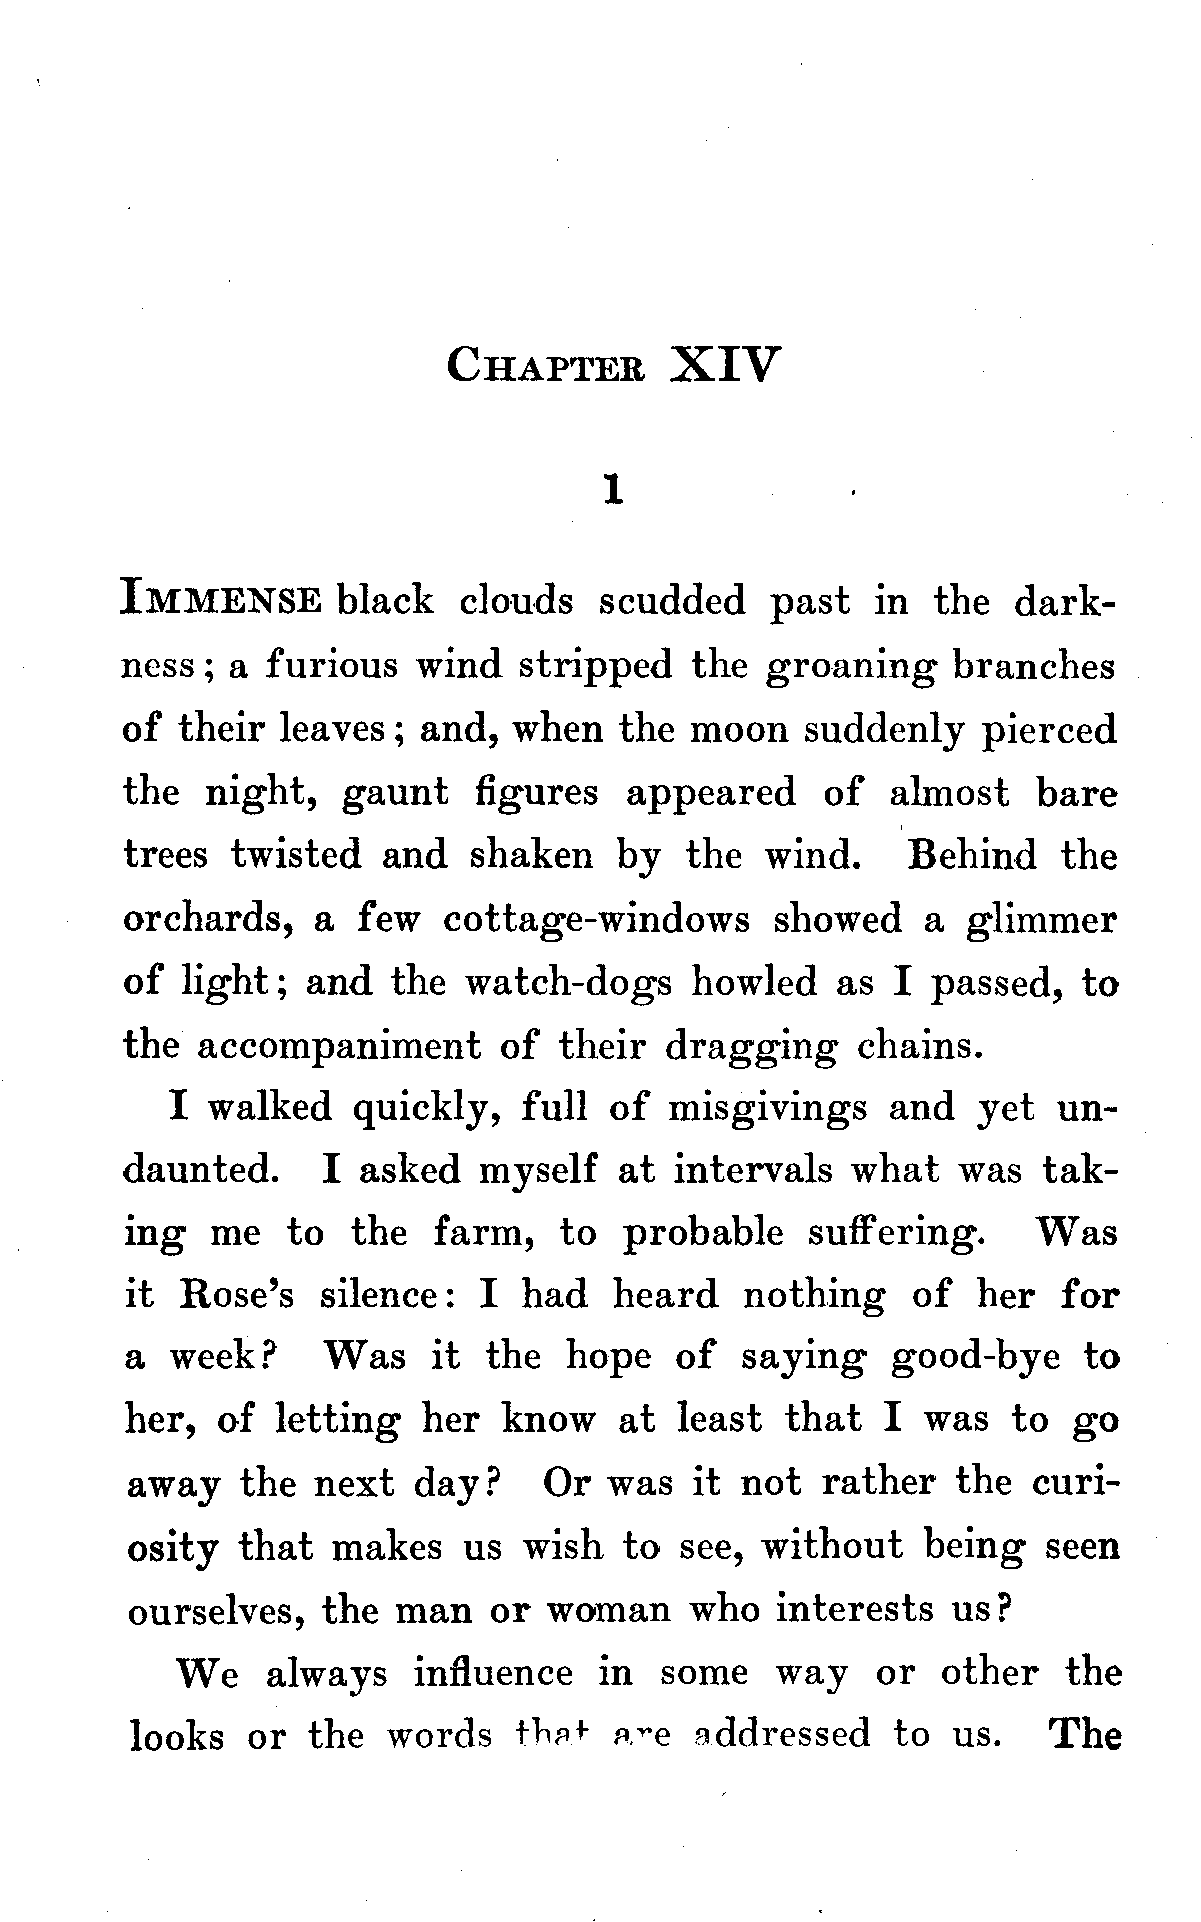 Chapter XIV
1
Immense black clouds scudded past in the dark-
ness; a furious wind stripped the groaning branches
of their leaves; and, when the moon suddenly pierced
the night, gaunt figures appeared of almost bare
trees twisted and shaken by the wind. Behind the
orchards, a few cottage-windows showed a glimmer
of light; and the watch-dogs howled as I passed, to
the accompaniment of their dragging chains.
I walked quickly, full of misgivings and yet un-
daunted. I asked myself at intervals what was tak-
ing me to the farm, to probable suffering. Was
it Rose's silence: I had heard nothing of her for
a week? Was it the hope of saying good-bye to
her, of letting her know at least that I was to go
away the next day? Or was it not rather the curi-
osity that makes us wish to see, without being seen
ourselves, the man or woman who interests us?
We always influence in some way or other the
looks or the words that are addressed to us. The